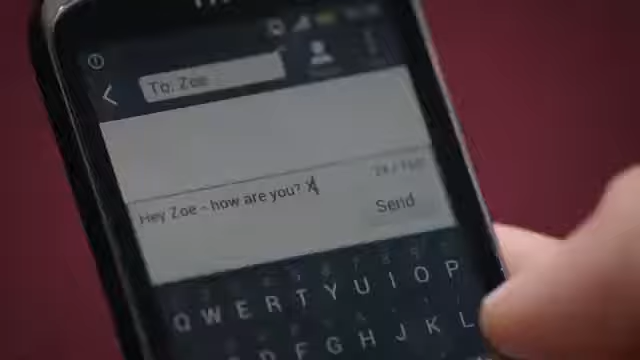 To: Zoe
Hey Zoe - how are you? X
Send
Q W E R T Y U I O P
F G H J K L